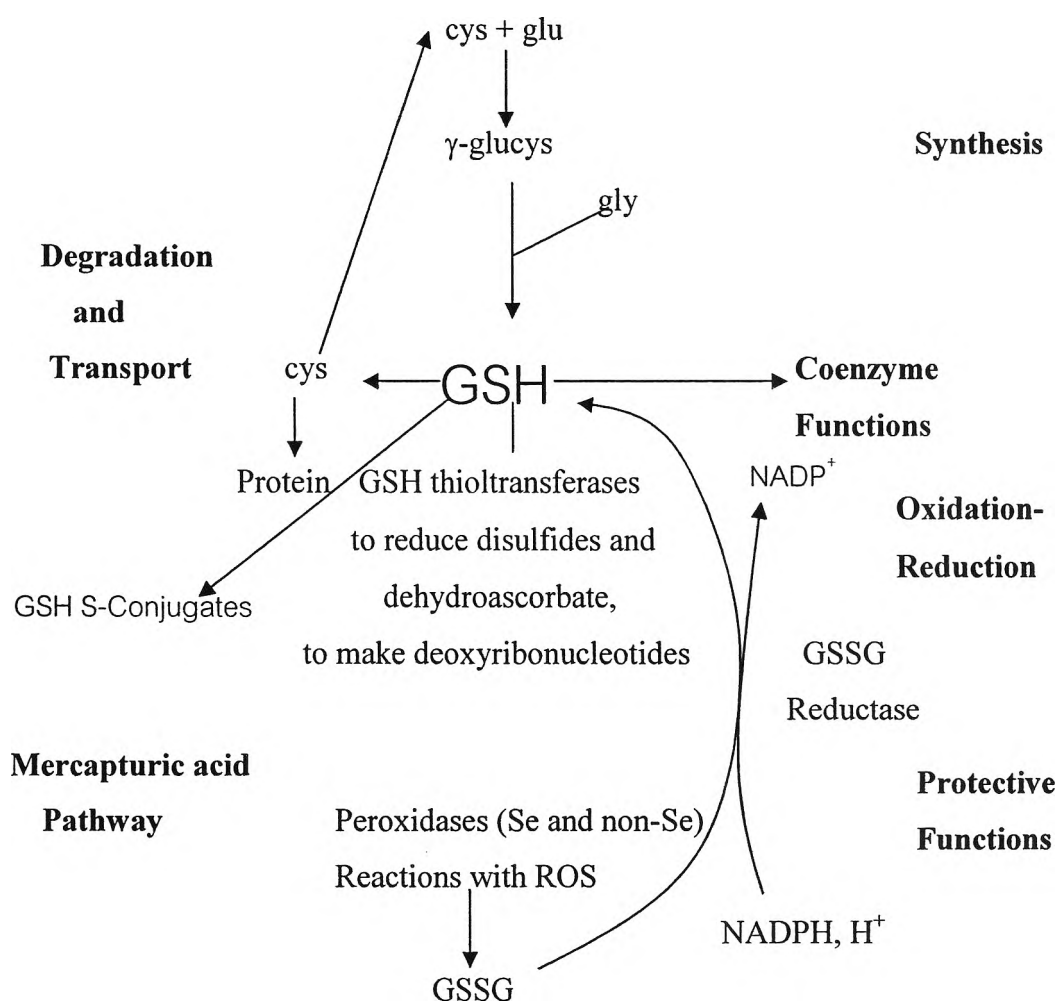 cys + glu
γ-glucys
Synthesis
gly
Degradation
and
Transport
cys
GSH
Coenzyme
Functions
Protein
GSH thioltransferases
to reduce disulfides and
dehydroascorbate,
to make deoxyribonucleotides
NADP+
Oxidation-
Reduction
GSH S-Conjugates
GSSG
Reductase
Mercapturic acid
Pathway
Protective
Functions
Peroxidases (Se and non-Se)
Reactions with ROS
NADPH, H+
GSSG